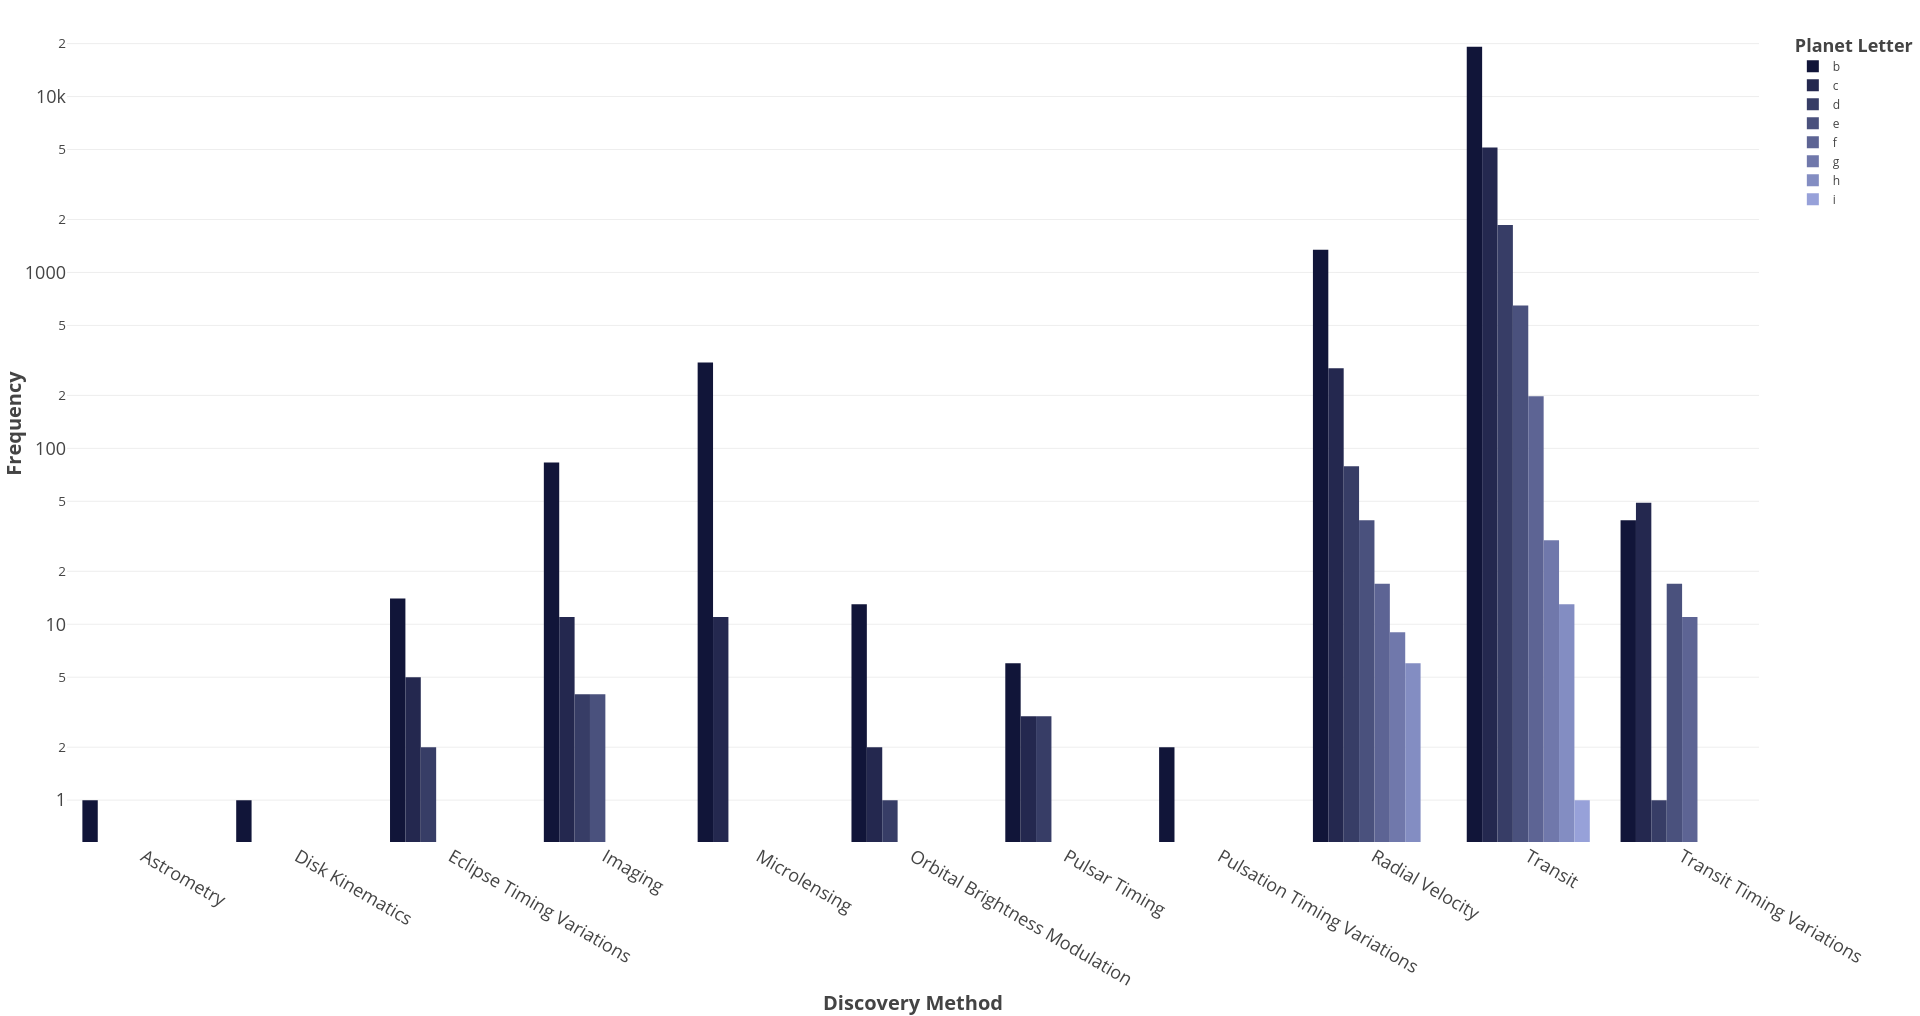 2
10k
5
2
1000
5
2
100
5
2
10
5
2
1
Frequency
Astrometry
Disk Kinematics
Eclipse Timing Variations
Imaging
Microlensing
Orbital Brightness Modulation
Pulsar Timing
Pulsation Timing Variations
Radial Velocity
Transit
Transit Timing Variations
Discovery Method
Planet Letter
b
c
d
e
f
g
h
i